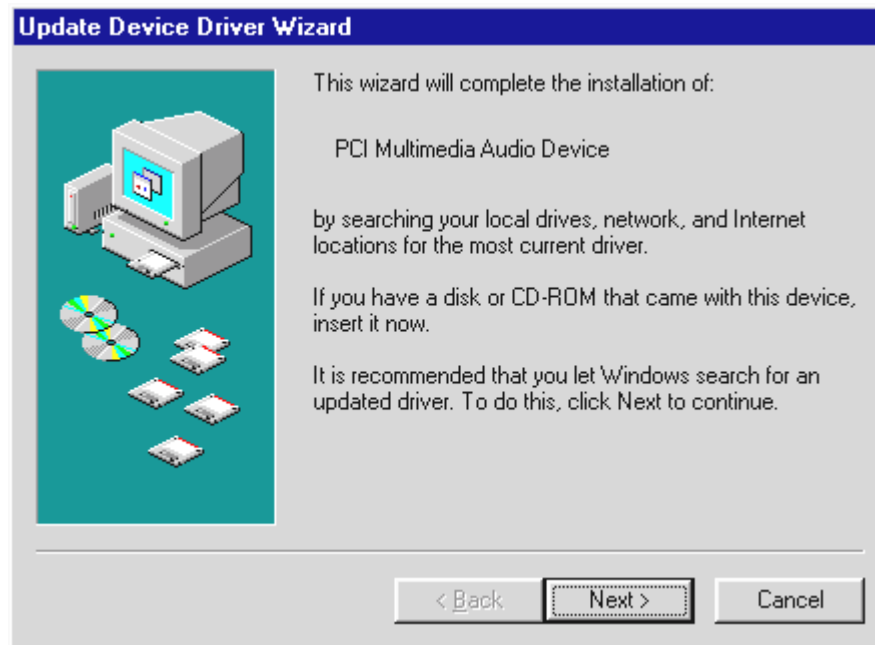 Update Device Driver Wizard
This wizard will complete the installation of:
PCI Multimedia Audio Device
by searching your local drives, network, and Internet
locations for the most current driver.
If you have a disk or CD-ROM that came with this device,
insert it now.
It is recommended that you let Windows search for an
updated driver. To do this, click Next to continue.
< Back
Next >
Cancel